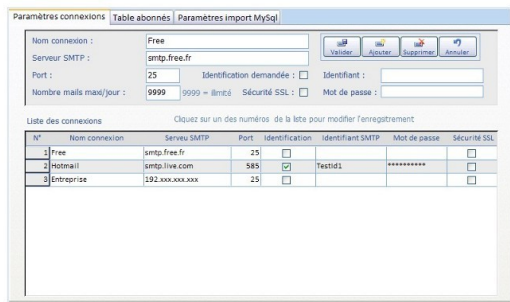 Paramètres connexions Table abonnés Paramètres import MySql
Nom connexion : Free
Valider Ajouter Supprimer Annuler
Serveur SMTP : smtp.free.fr
Port : 25 Identification demandée : Identifiant :
Nombre mails maxi/jour : 9999 9999 = illimité Sécurité SSL : Mot de passe :
Liste des connexions Cliquez sur un des numéros de la liste pour modifier l'enregstrement
N° Nom connexion Serveu SMTP Port Identification Identifiant SMTP Mot de passe Sécurité SSL
1 Free smtp.free.fr 25
2 Hotmail smtp.live.com 585 Testid1 **********
3 Entreprise 192.xxx.xxx.xxx 25